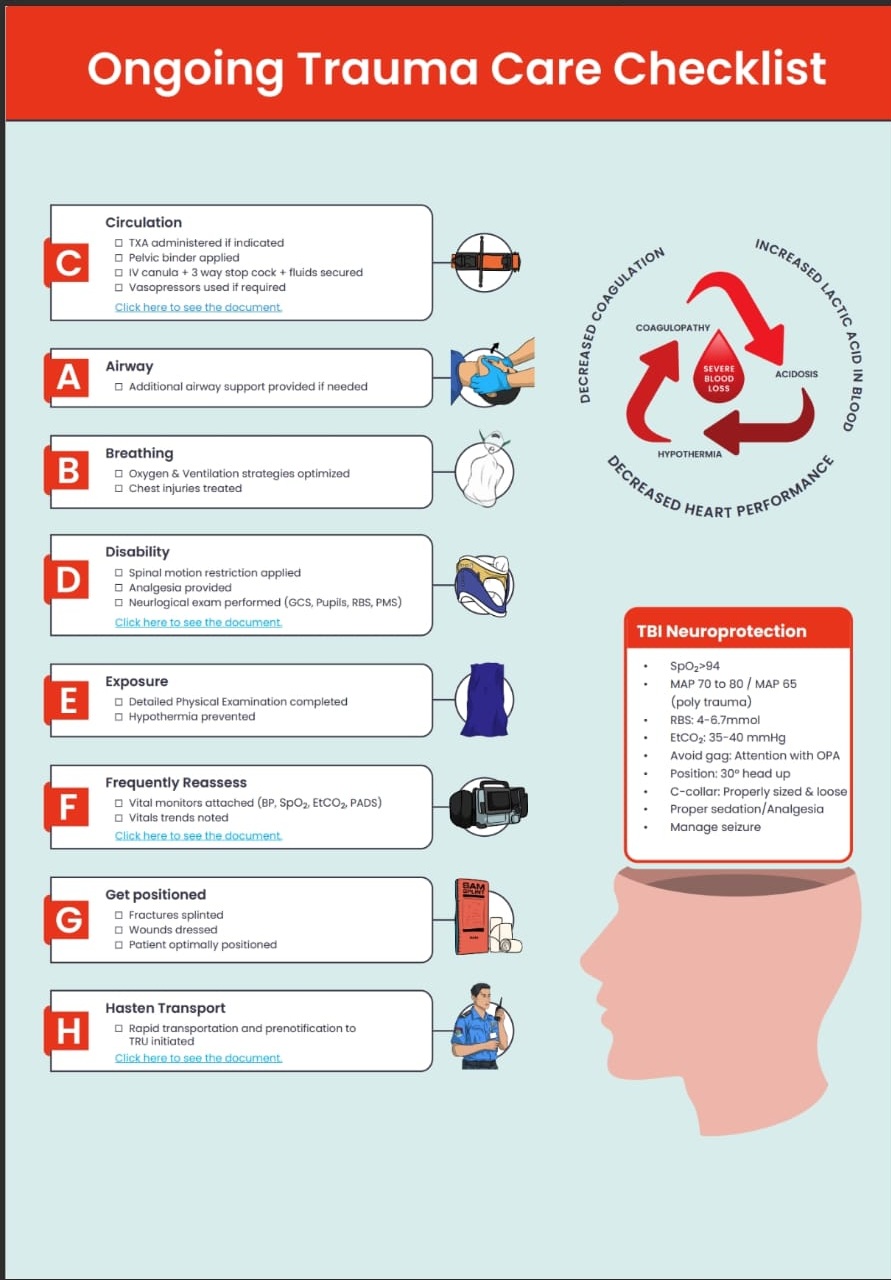 Ongoing Trauma Care Checklist
C
Circulation
☐ TXA administered if indicated
☐ Pelvic binder applied
☐ IV canula + 3 way stop cock + fluids secured
☐ Vasopressors used if required
Click here to see the document.
A
Airway
☐ Additional airway support provided if needed
B
Breathing
☐ Oxygen & Ventilation strategies optimized
☐ Chest injuries treated
D
Disability
☐ Spinal motion restriction applied
☐ Analgesia provided
☐ Neurlogical exam performed (GCS, Pupils, RBS, PMS)
Click here to see the document.
E
Exposure
☐ Detailed Physical Examination completed
☐ Hypothermia prevented
F
Frequently Reassess
☐ Vital monitors attached (BP, SpO₂, EtCO₂, PADS)
☐ Vitals trends noted
Click here to see the document.
G
Get positioned
☐ Fractures splinted
☐ Wounds dressed
☐ Patient optimally positioned
SAM
SPLINT
H
Hasten Transport
☐ Rapid transportation and prenotification to
TRU initiated
Click here to see the document.
DECREASED COAGULATION
INCREASED LACTIC ACID IN BLOOD
DECREASED HEART PERFORMANCE
COAGULOPATHY
ACIDOSIS
HYPOTHERMIA
SEVERE
BLOOD
LOSS
TBI Neuroprotection
• SpO₂>94
• MAP 70 to 80 / MAP 65
(poly trauma)
• RBS: 4-6.7mmol
• EtCO₂: 35-40 mmHg
• Avoid gag: Attention with OPA
• Position: 30° head up
• C-collar: Properly sized & loose
• Proper sedation/Analgesia
• Manage seizure